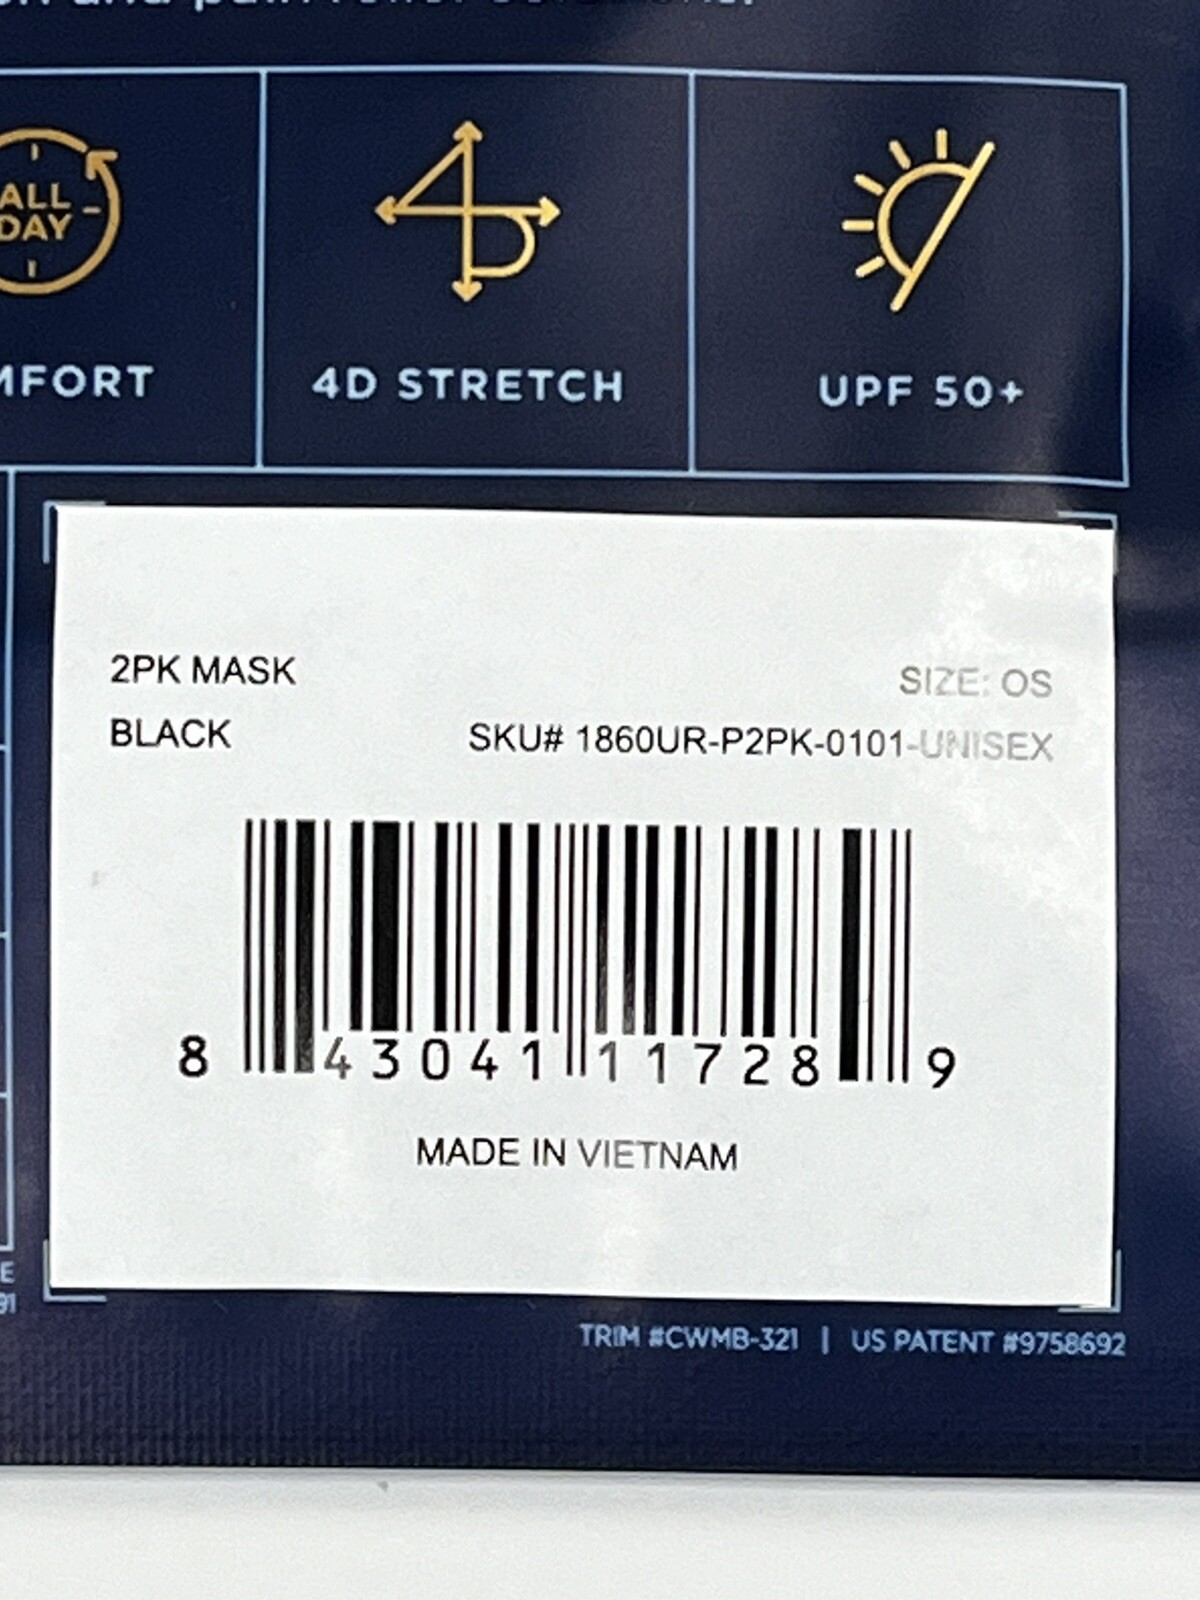 ALL
DAY
4D STRETCH
UPF 50+
2PK MASK
SIZE: OS
BLACK
SKU# 1860UR-P2PK-0101-UNISEX
8 43041 11728 9
MADE IN VIETNAM
TRIM #CWMB-321 | US PATENT #9758692